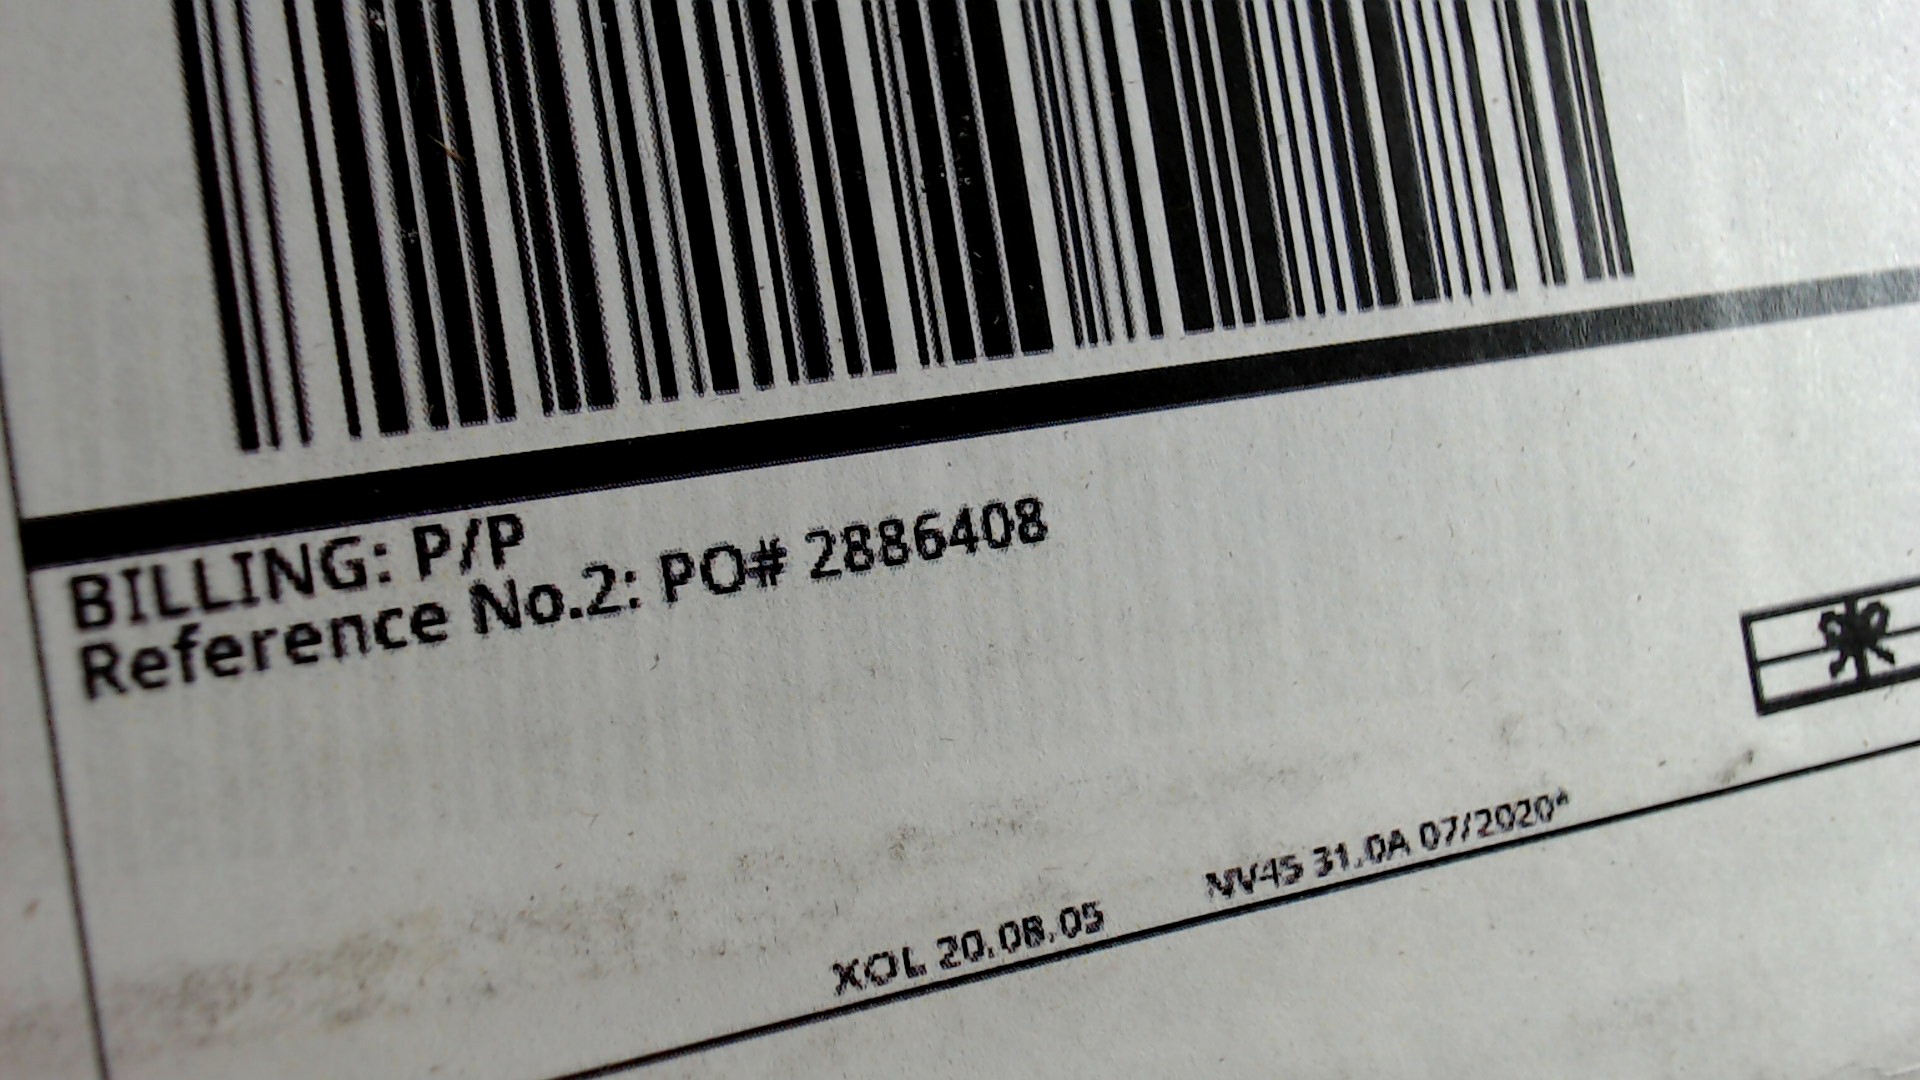 BILLING: P/P
Reference No.2: PO# 2886408
XOL 20.08.05
NV45 31.0A 07/2020*